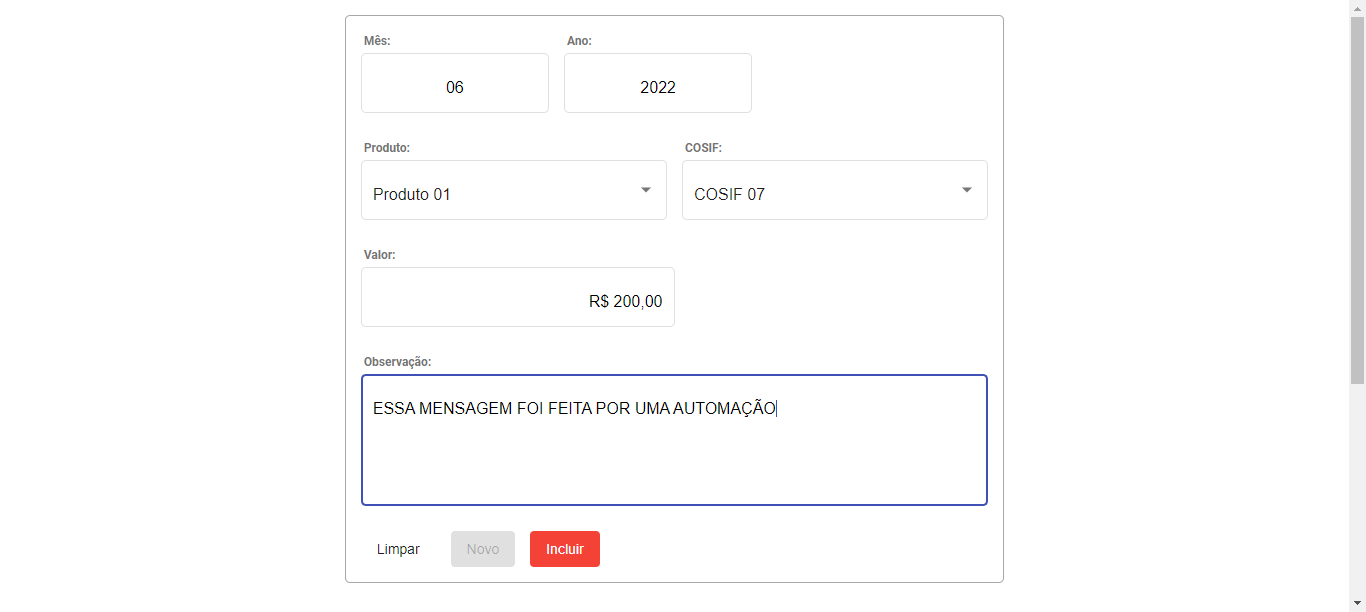 Mês: Ano:
06 2022
Produto: COSIF:
Produto 01 COSIF 07
Valor:
R$ 200,00
Observação:
ESSA MENSAGEM FOI FEITA POR UMA AUTOMAÇÃO
Limpar Novo Incluir